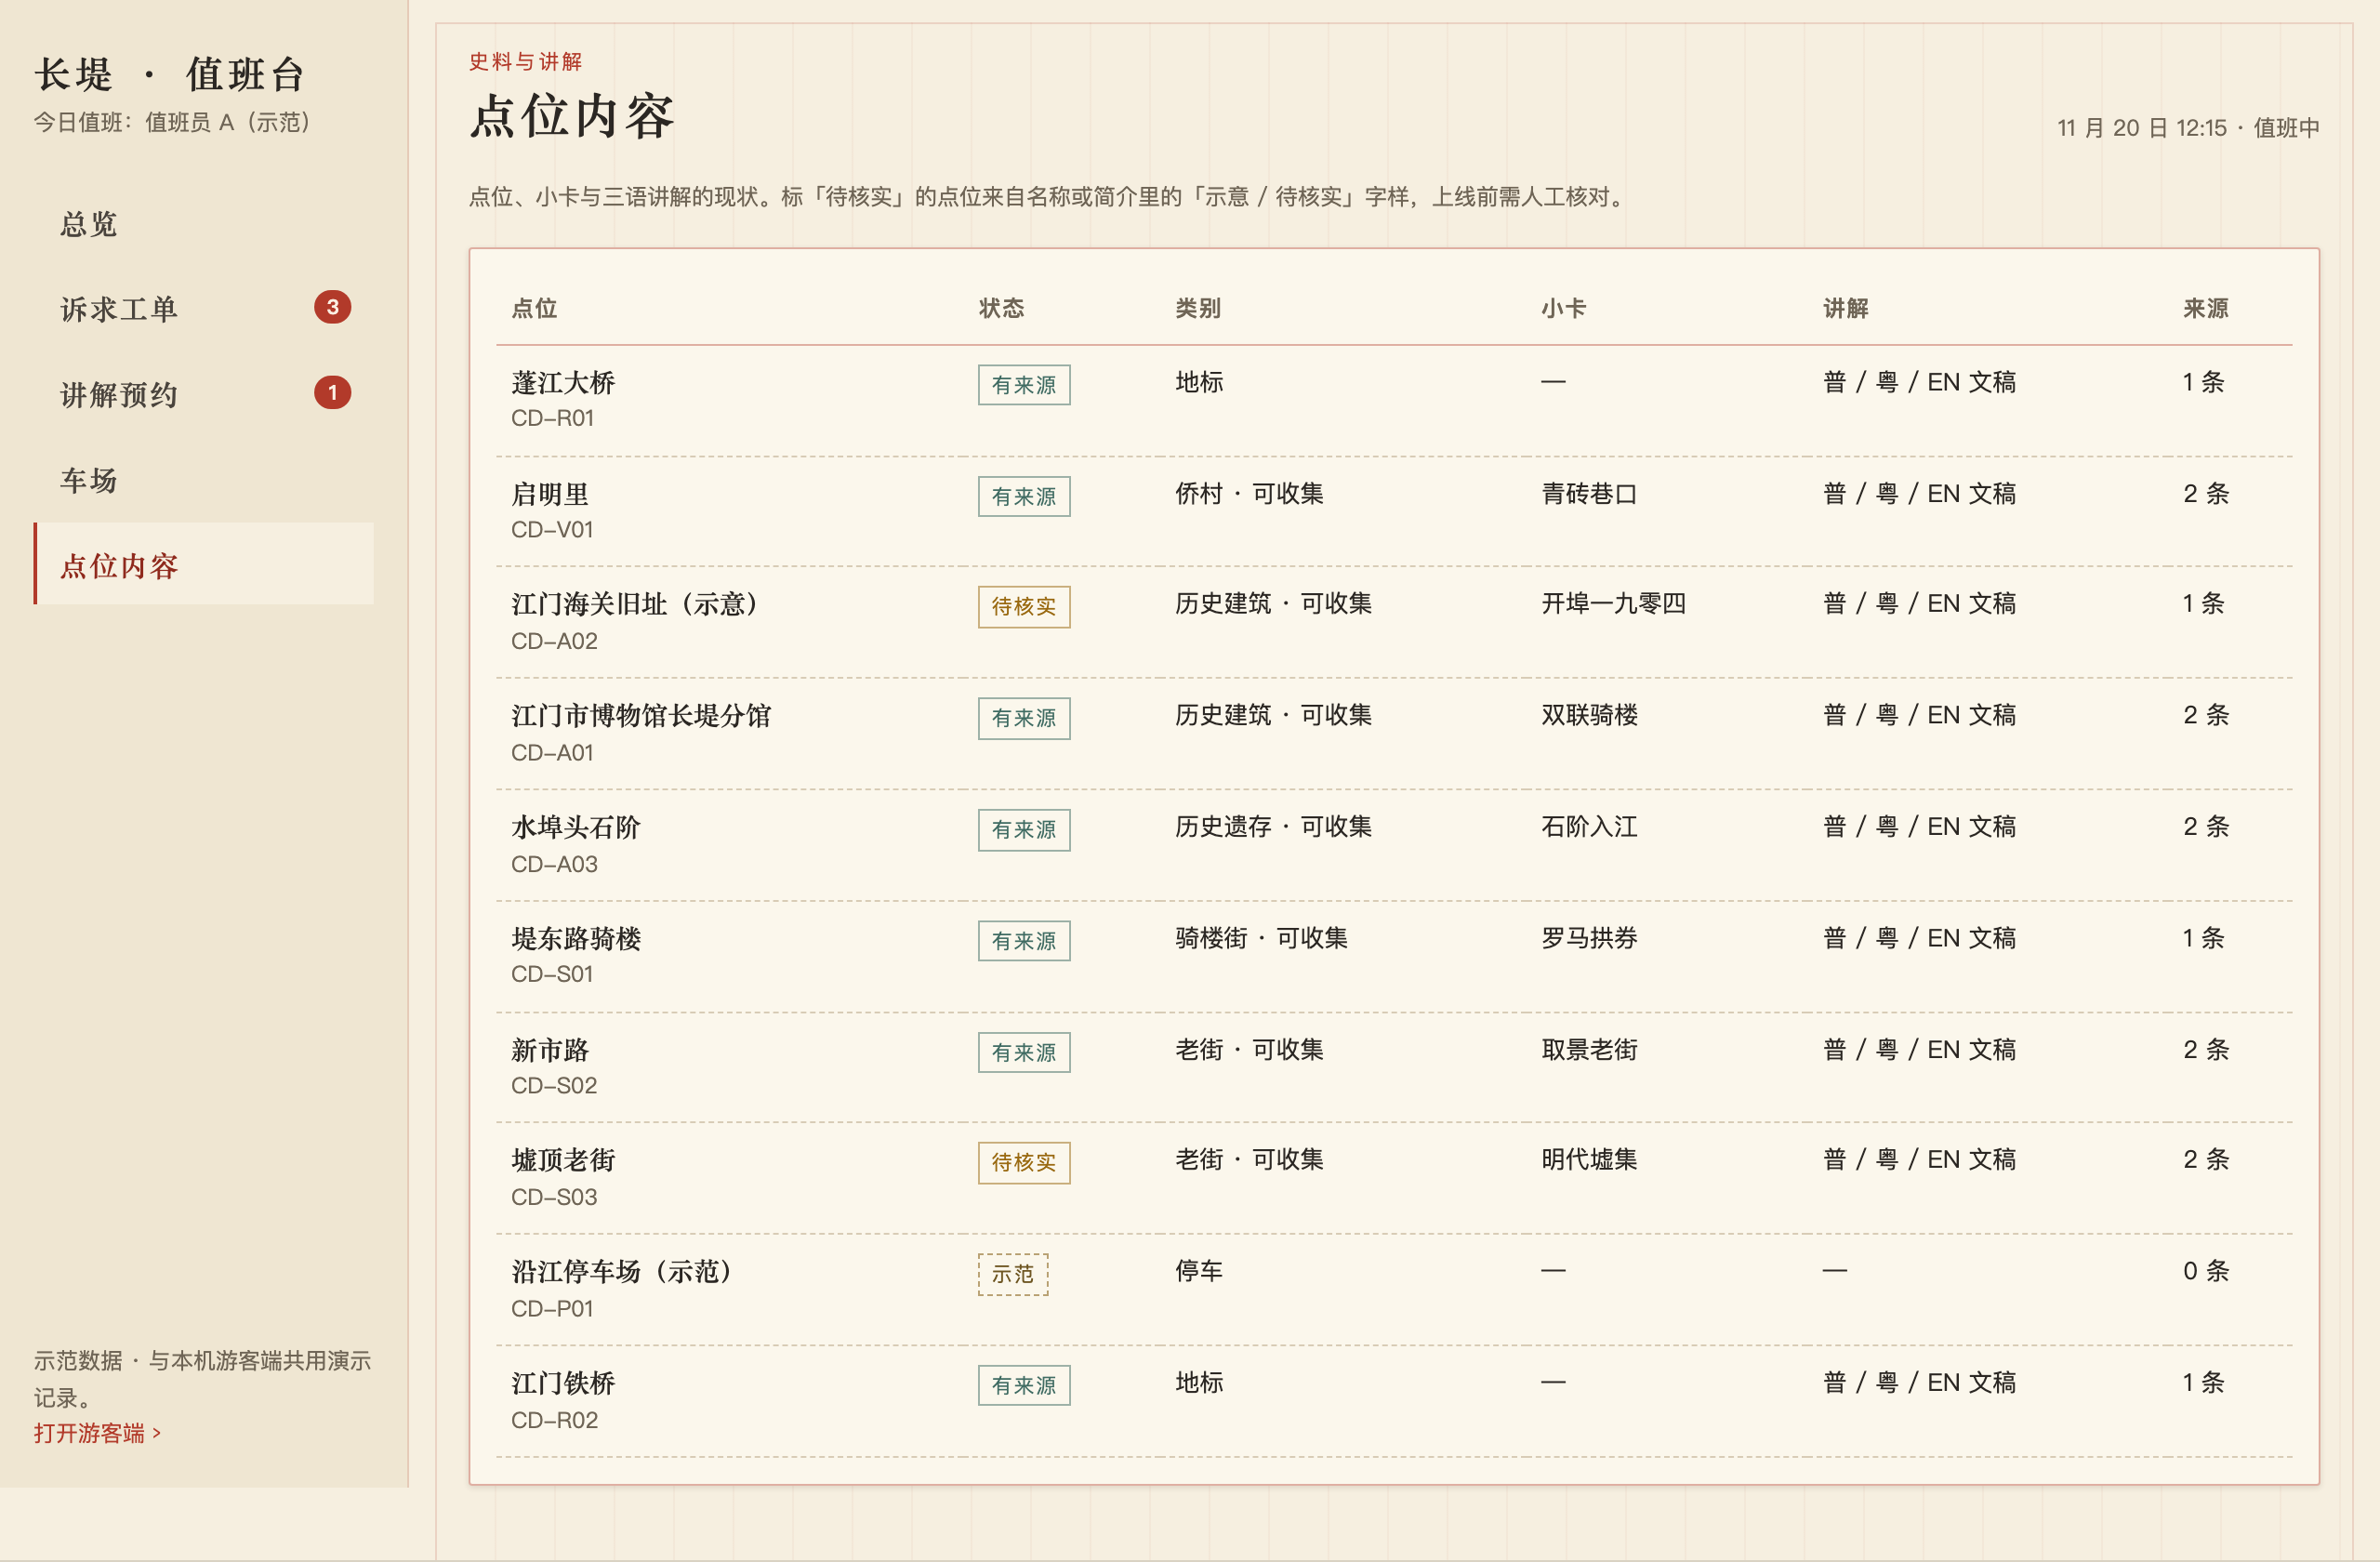 长堤 · 值班台
今日值班：值班员 A（示范）
总览
诉求工单 3
讲解预约 1
车场
点位内容
示范数据 · 与本机游客端共用演示
记录。
打开游客端 ›
史料与讲解
点位内容
11 月 20 日 12:15 · 值班中
点位、小卡与三语讲解的现状。标「待核实」的点位来自名称或简介里的「示意 / 待核实」字样，上线前需人工核对。
点位 状态 类别 小卡 讲解 来源
蓬江大桥 有来源 地标 — 普 / 粤 / EN 文稿 1 条
CD-R01
启明里 有来源 侨村 · 可收集 青砖巷口 普 / 粤 / EN 文稿 2 条
CD-V01
江门海关旧址（示意） 待核实 历史建筑 · 可收集 开埠一九零四 普 / 粤 / EN 文稿 1 条
CD-A02
江门市博物馆长堤分馆 有来源 历史建筑 · 可收集 双联骑楼 普 / 粤 / EN 文稿 2 条
CD-A01
水埠头石阶 有来源 历史遗存 · 可收集 石阶入江 普 / 粤 / EN 文稿 2 条
CD-A03
堤东路骑楼 有来源 骑楼街 · 可收集 罗马拱券 普 / 粤 / EN 文稿 1 条
CD-S01
新市路 有来源 老街 · 可收集 取景老街 普 / 粤 / EN 文稿 2 条
CD-S02
墟顶老街 待核实 老街 · 可收集 明代墟集 普 / 粤 / EN 文稿 2 条
CD-S03
沿江停车场（示范） 示范 停车 — — 0 条
CD-P01
江门铁桥 有来源 地标 — 普 / 粤 / EN 文稿 1 条
CD-R02